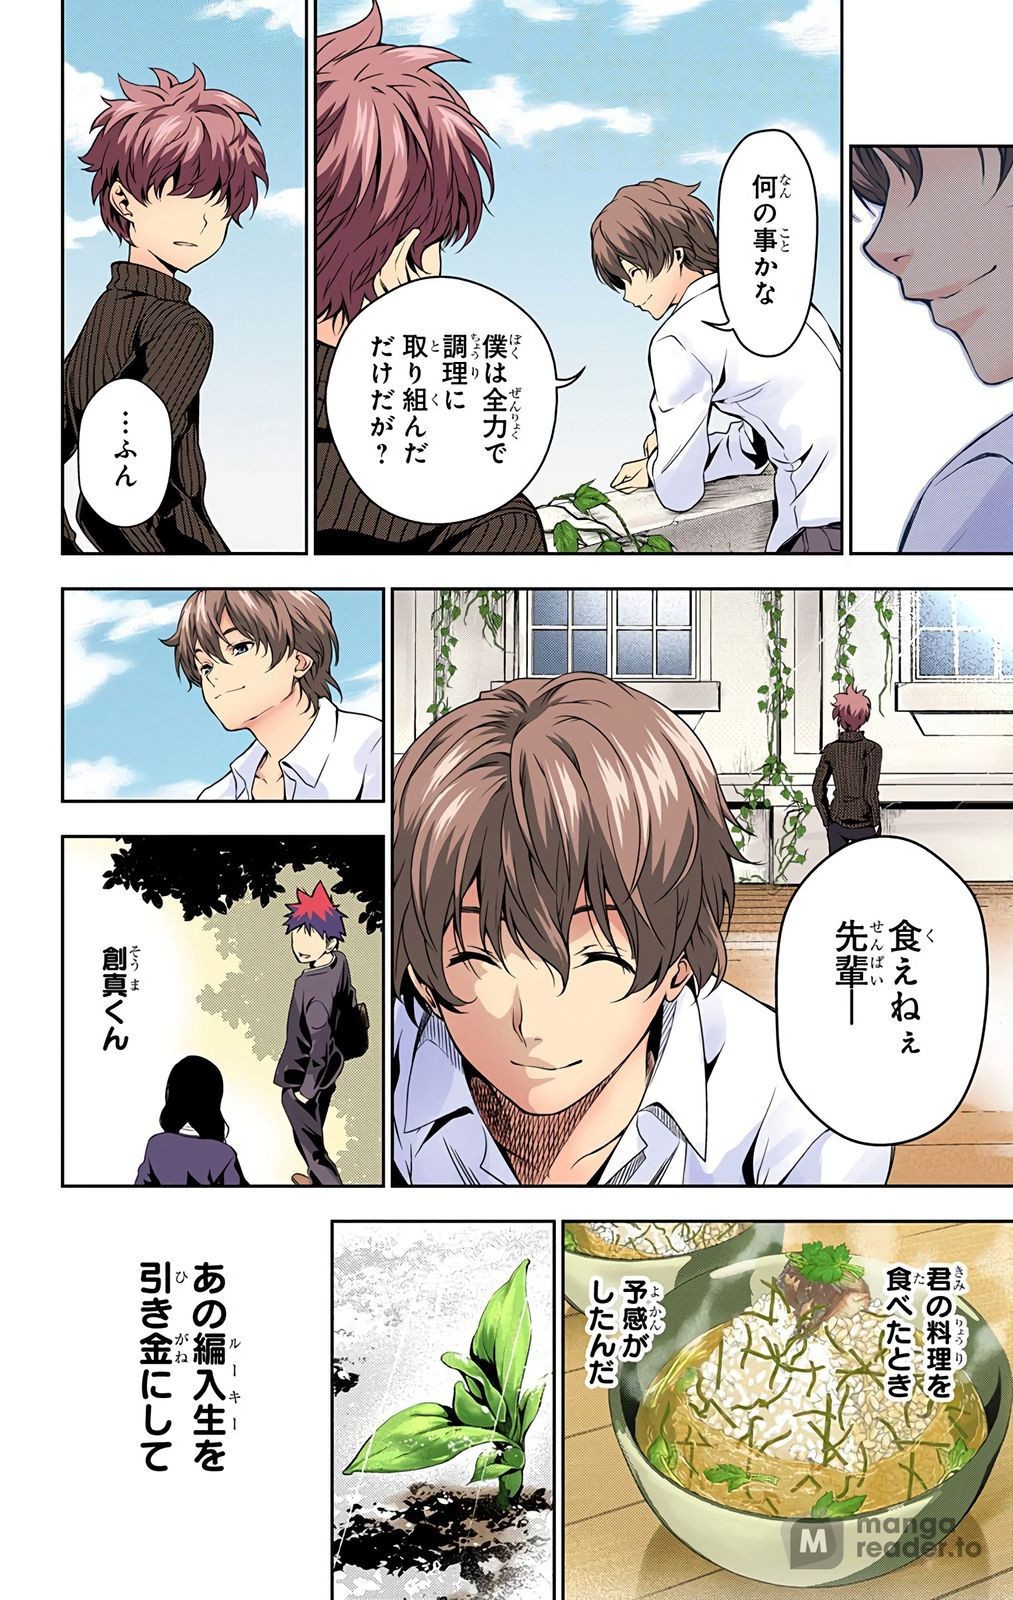 何の事かな
僕は全力で
調理に
取り組んだ
だけだが?
…ふん
食えねぇ
先輩―
創真くん
君の料理を
食べたとき
予感が
したんだ
あの編入生を
引き金にして
manga
reader.to